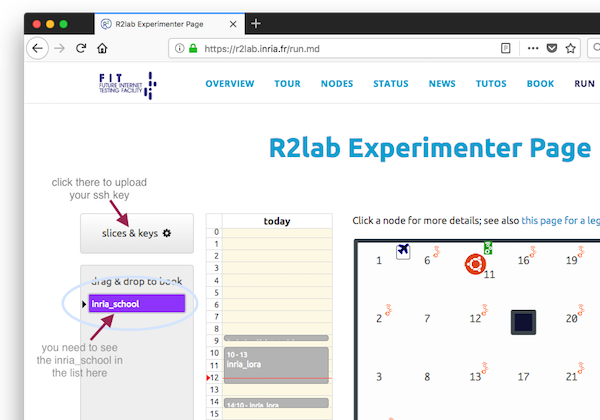 R2lab Experimenter Page
https://r2lab.inria.fr/run.md
FIT
FUTURE INTERNET
TESTING FACILITY
OVERVIEW TOUR NODES STATUS NEWS TUTOS BOOK RUN
R2lab Experimenter Page
click there to upload
your ssh key
slices & keys
today
Click a node for more details; see also this page for a leg
drag & drop to book
inria_school
you need to see
the inria_school in
the list here
0
1
2
3
4
5
6
7
8
9
10
11
12
13
14
15
10 - 13
inria_lora
14:10 - inria_lora
1 6 11 16 19
2 7 12 20
3 8 13 17 21